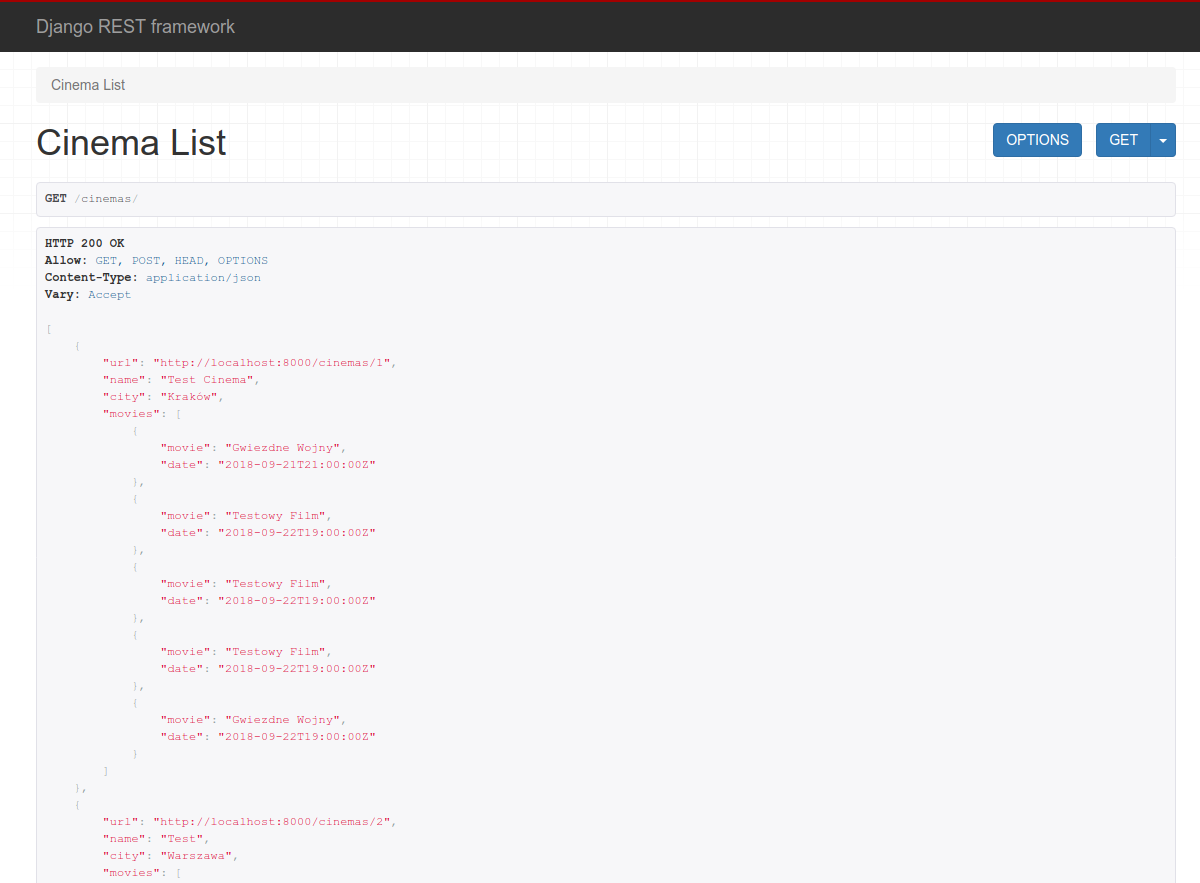 Django REST framework
Cinema List
Cinema List
OPTIONS
GET
GET /cinemas/
HTTP 200 OK
Allow: GET, POST, HEAD, OPTIONS
Content-Type: application/json
Vary: Accept
[
    {
        "url": "http://localhost:8000/cinemas/1",
        "name": "Test Cinema",
        "city": "Kraków",
        "movies": [
            {
                "movie": "Gwiezdne Wojny",
                "date": "2018-09-21T21:00:00Z"
            },
            {
                "movie": "Testowy Film",
                "date": "2018-09-22T19:00:00Z"
            },
            {
                "movie": "Testowy Film",
                "date": "2018-09-22T19:00:00Z"
            },
            {
                "movie": "Testowy Film",
                "date": "2018-09-22T19:00:00Z"
            },
            {
                "movie": "Gwiezdne Wojny",
                "date": "2018-09-22T19:00:00Z"
            }
        ]
    },
    {
        "url": "http://localhost:8000/cinemas/2",
        "name": "Test",
        "city": "Warszawa",
        "movies": [